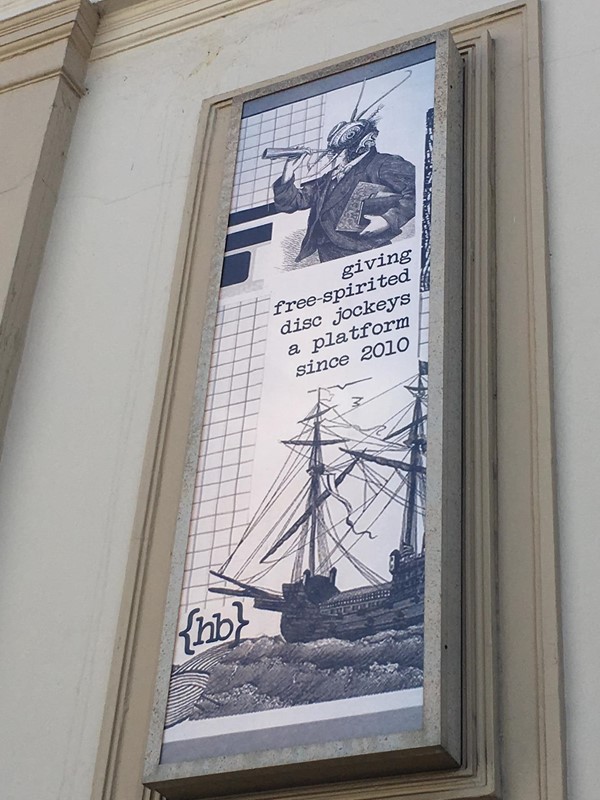 giving
free-spirited
disc jockeys
a platform
since 2010
{hb}